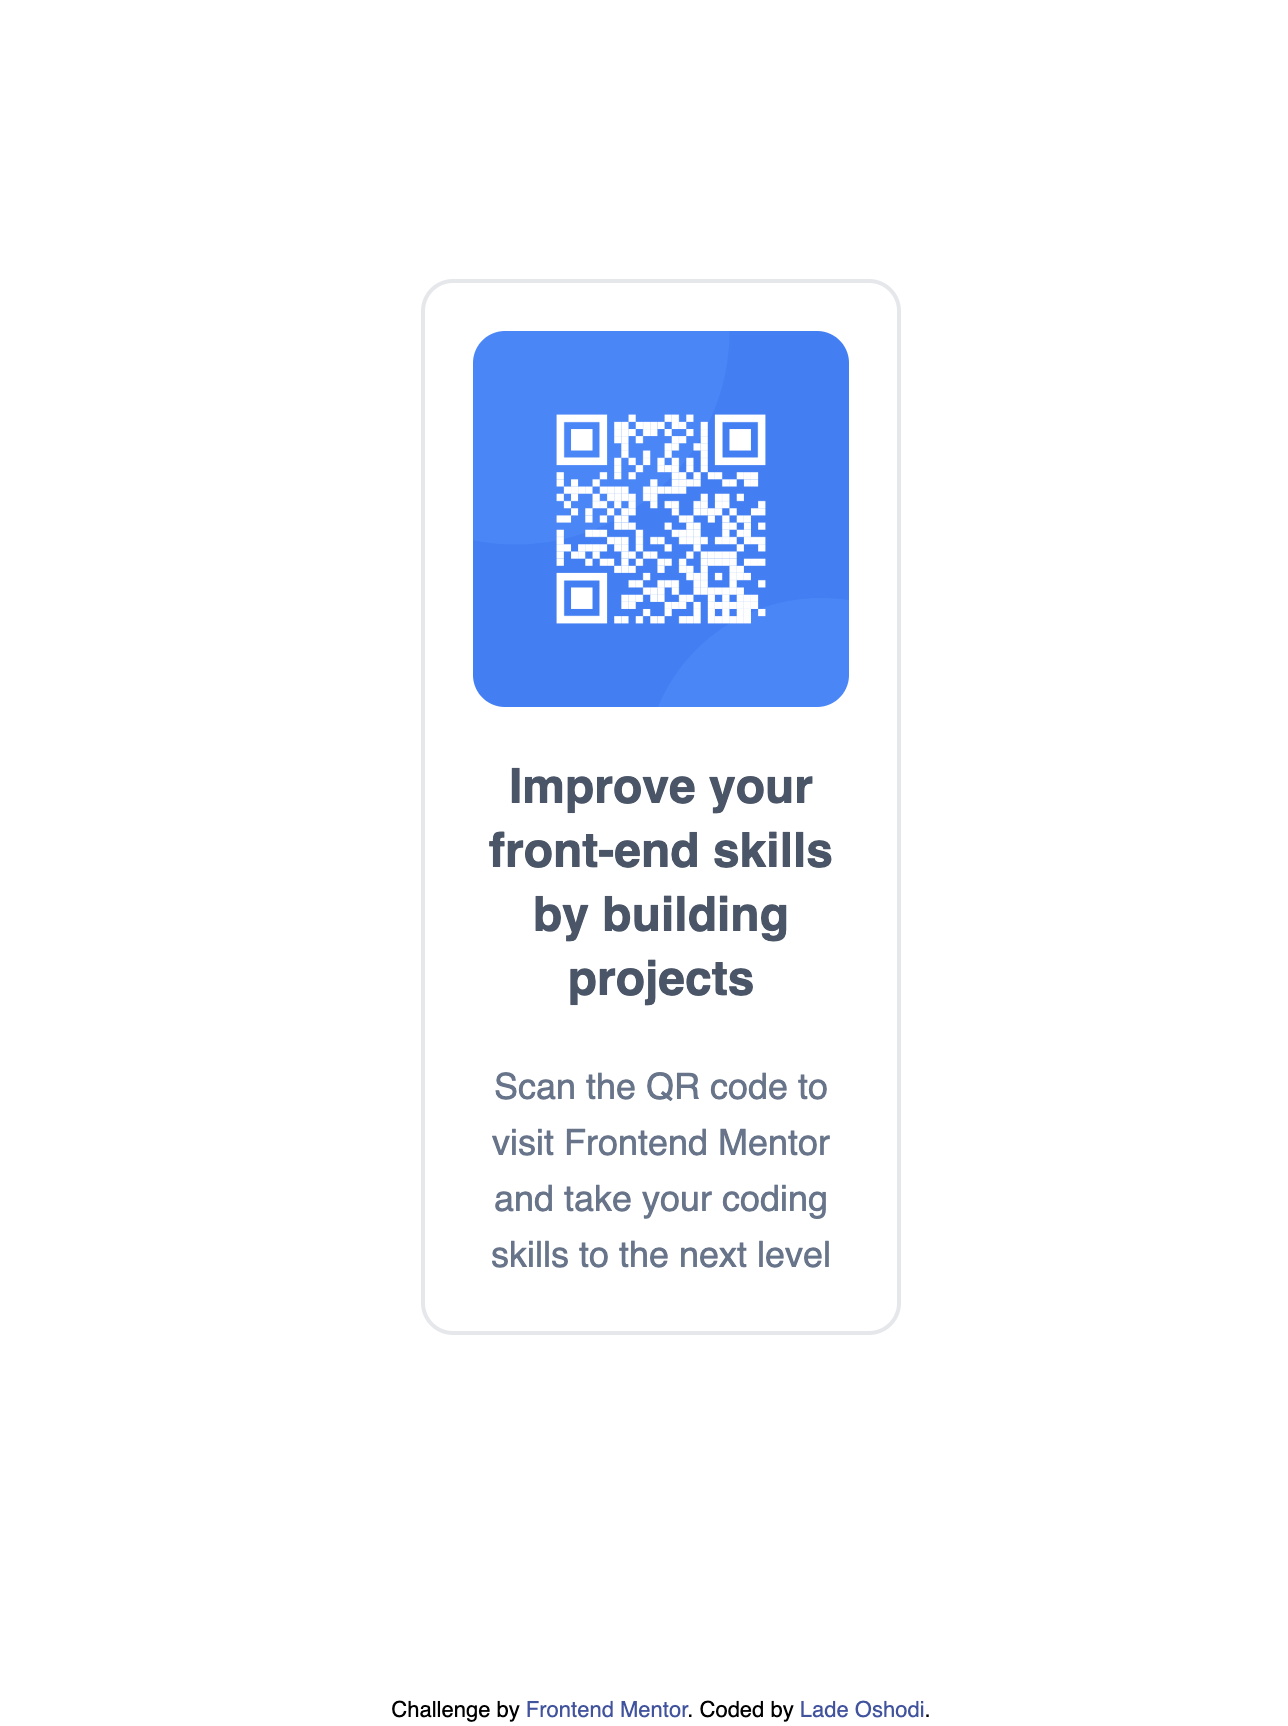 Improve your
front-end skills
by building
projects
Scan the QR code to
visit Frontend Mentor
and take your coding
skills to the next level
Challenge by Frontend Mentor. Coded by Lade Oshodi.